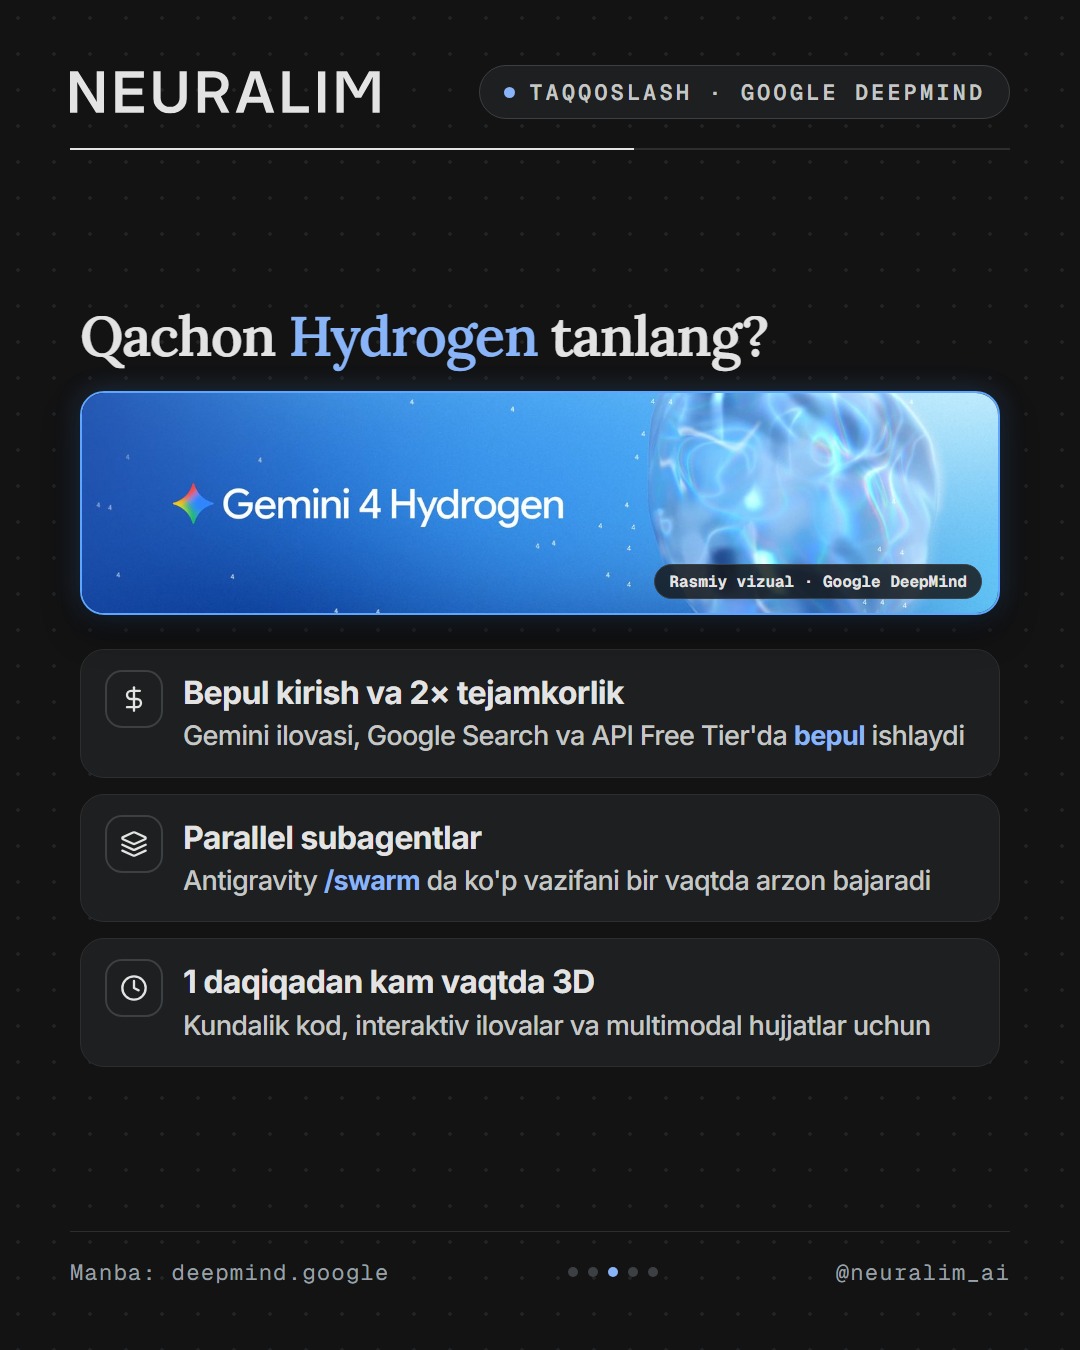 NEURALIM
TAQQOSLASH · GOOGLE DEEPMIND
Qachon Hydrogen tanlang?
Gemini 4 Hydrogen
Rasmiy vizual · Google DeepMind
Bepul kirish va 2× tejamkorlik
Gemini ilovasi, Google Search va API Free Tier'da bepul ishlaydi
Parallel subagentlar
Antigravity /swarm da ko'p vazifani bir vaqtda arzon bajaradi
1 daqiqadan kam vaqtda 3D
Kundalik kod, interaktiv ilovalar va multimodal hujjatlar uchun
Manba: deepmind.google
@neuralim_ai